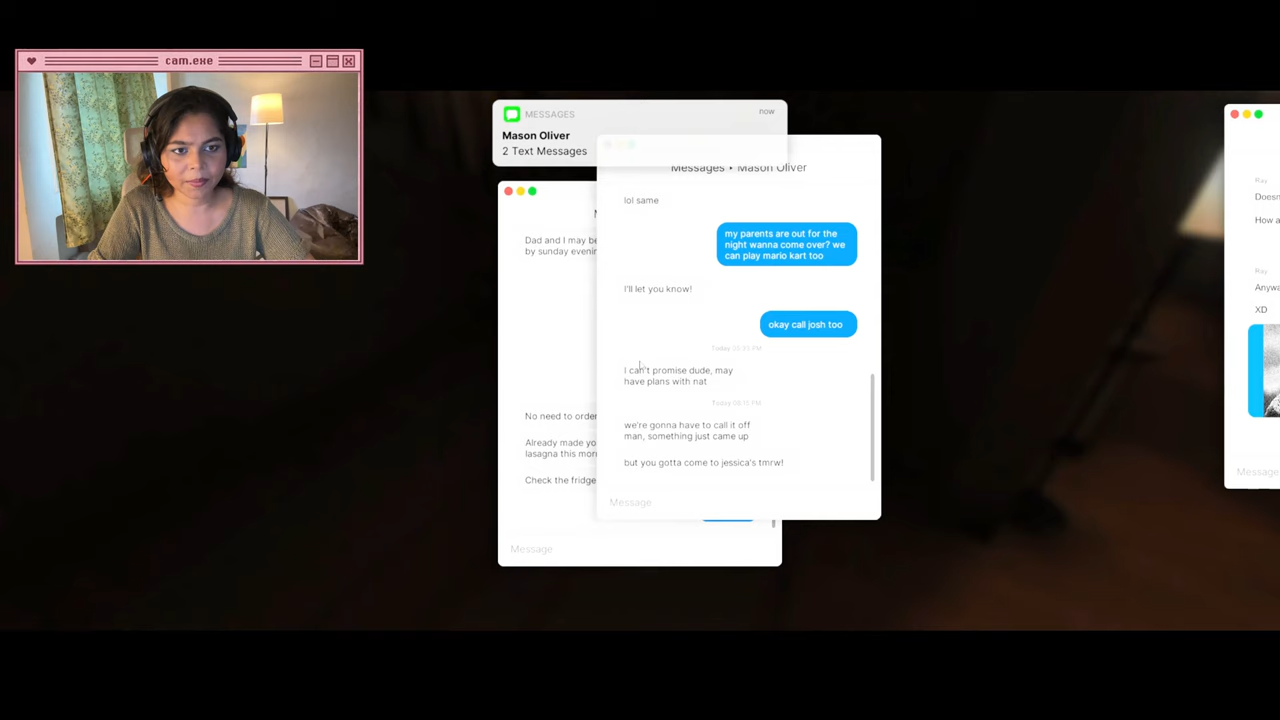 cam.exe
MESSAGES
now
Mason Oliver
2 Text Messages
Messages • Mason Oliver
lol same
my parents are out for the
night wanna come over? we
can play mario kart too
I'll let you know!
okay call josh too
I can't promise dude, may
have plans with nat
we're gonna have to call it off
man, something just came up
but you gotta come to jessica's tmrw!
Message
Dad and I may be
by sunday evenin
No need to order
Already made yo
lasagna this mor
Check the fridge
Message
Ray
Doesn
How a
Ray
Anywa
XD
Message